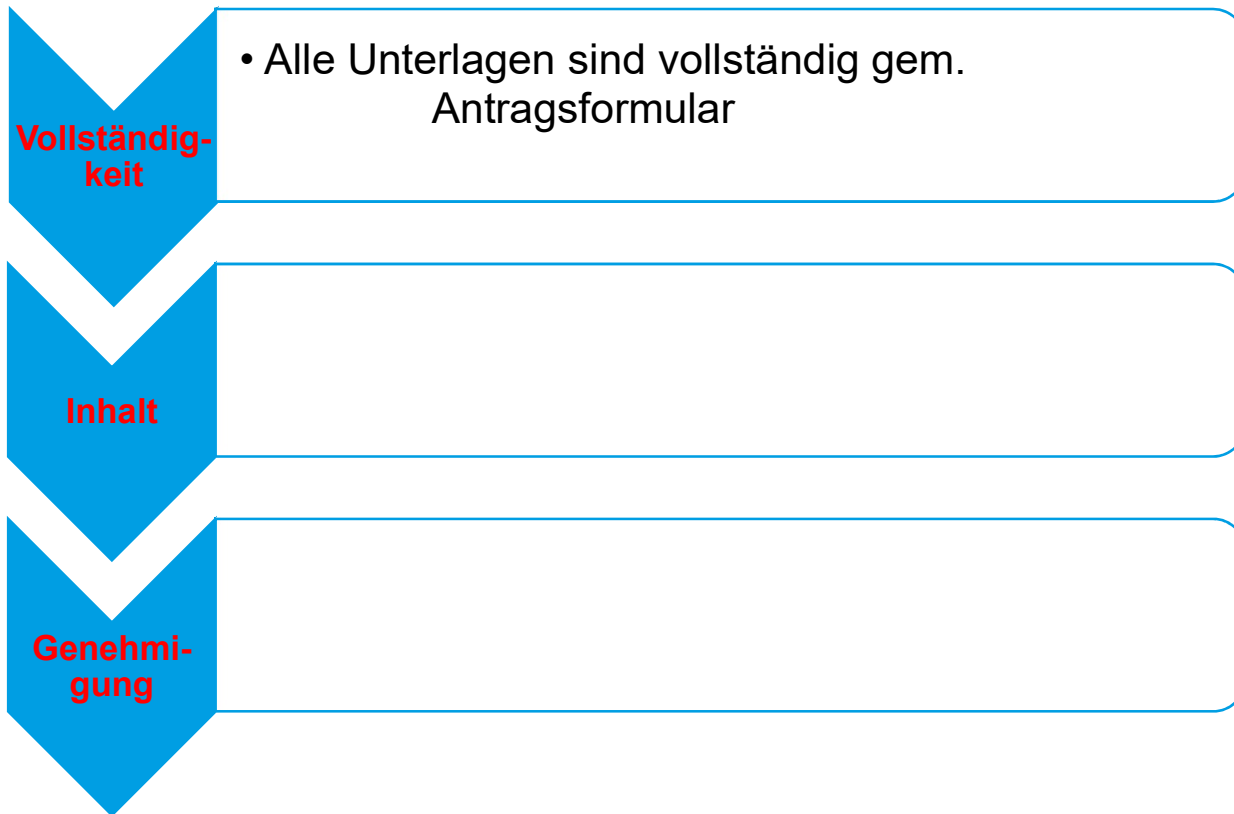 Vollständig-
keit
• Alle Unterlagen sind vollständig gem.
Antragsformular
Inhalt
Genehmi-
gung